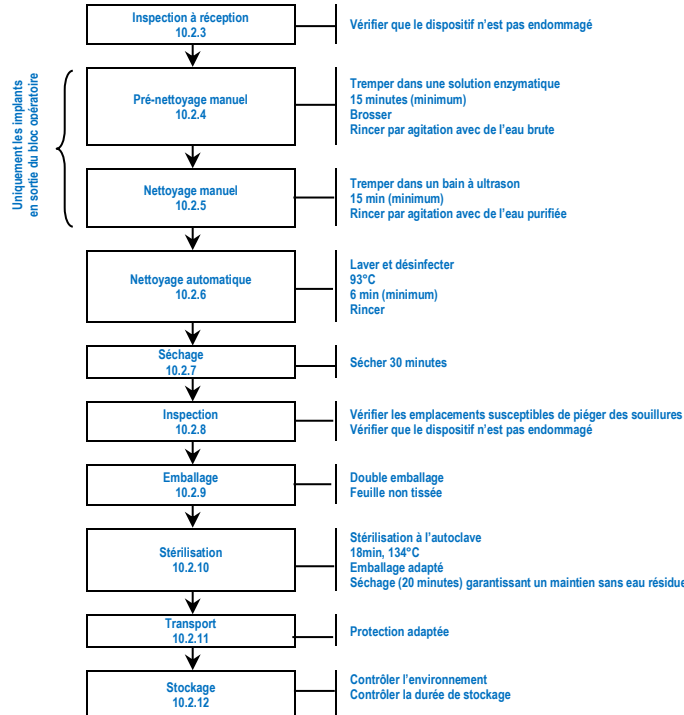 Inspection à réception
10.2.3
Vérifier que le dispositif n'est pas endommagé
Uniquement les implants
en sortie du bloc opératoire
Pré-nettoyage manuel
10.2.4
Tremper dans une solution enzymatique
15 minutes (minimum)
Brosser
Rincer par agitation avec de l'eau brute
Nettoyage manuel
10.2.5
Tremper dans un bain à ultrason
15 min (minimum)
Rincer par agitation avec de l'eau purifiée
Nettoyage automatique
10.2.6
Laver et désinfecter
93°C
6 min (minimum)
Rincer
Séchage
10.2.7
Sécher 30 minutes
Inspection
10.2.8
Vérifier les emplacements susceptibles de piéger des souillures
Vérifier que le dispositif n'est pas endommagé
Emballage
10.2.9
Double emballage
Feuille non tissée
Stérilisation
10.2.10
Stérilisation à l'autoclave
18min, 134°C
Emballage adapté
Séchage (20 minutes) garantissant un maintien sans eau résidue
Transport
10.2.11
Protection adaptée
Stockage
10.2.12
Contrôler l'environnement
Contrôler la durée de stockage